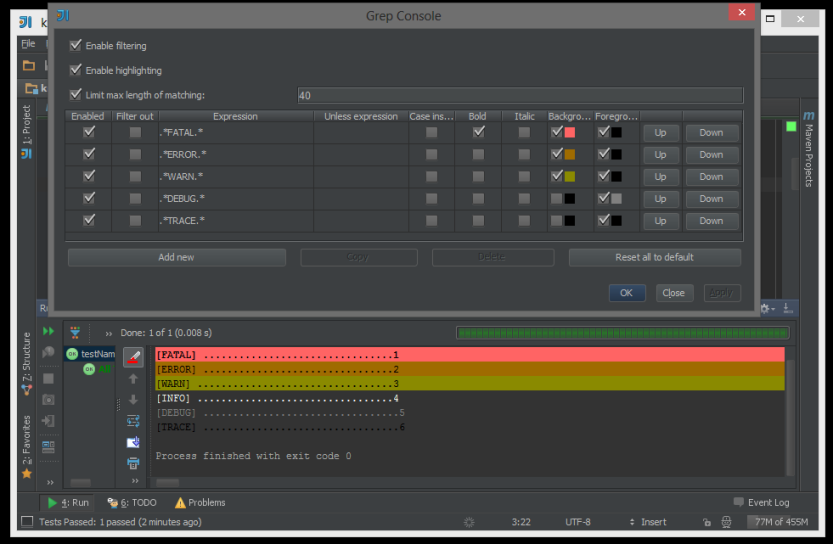 Grep Console
File
Enable filtering
Enable highlighting
Limit max length of matching: 40
Enabled Filter out Expression Unless expression Case ins... Bold Italic Backgro... Foregro...
.*FATAL.* Up Down
.*ERROR.* Up Down
.*WARN.* Up Down
.*DEBUG.* Up Down
.*TRACE.* Up Down
Add new Copy Delete Reset all to default
OK Close Apply
1: Project
Maven Projects
7: Structure
2: Favorites
Done: 1 of 1 (0.008 s)
testNam
All
[FATAL] ................................1
[ERROR] ................................2
[WARN] .................................3
[INFO] .................................4
[DEBUG] ................................5
[TRACE] ................................6
Process finished with exit code 0
4: Run 6: TODO Problems Event Log
Tests Passed: 1 passed (2 minutes ago) 3:22 UTF-8 Insert 77M of 455M